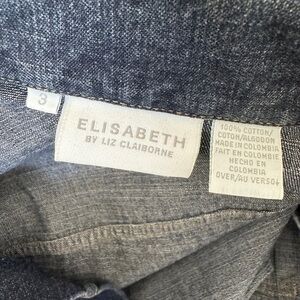 3
ELISABETH
BY LIZ CLAIBORNE
100% COTTON/
COTON/ALGODON
MADE IN COLOMBIA
FAIT EN COLOMBIE
HECHO EN
COLOMBIA
OVER/AU VERSO